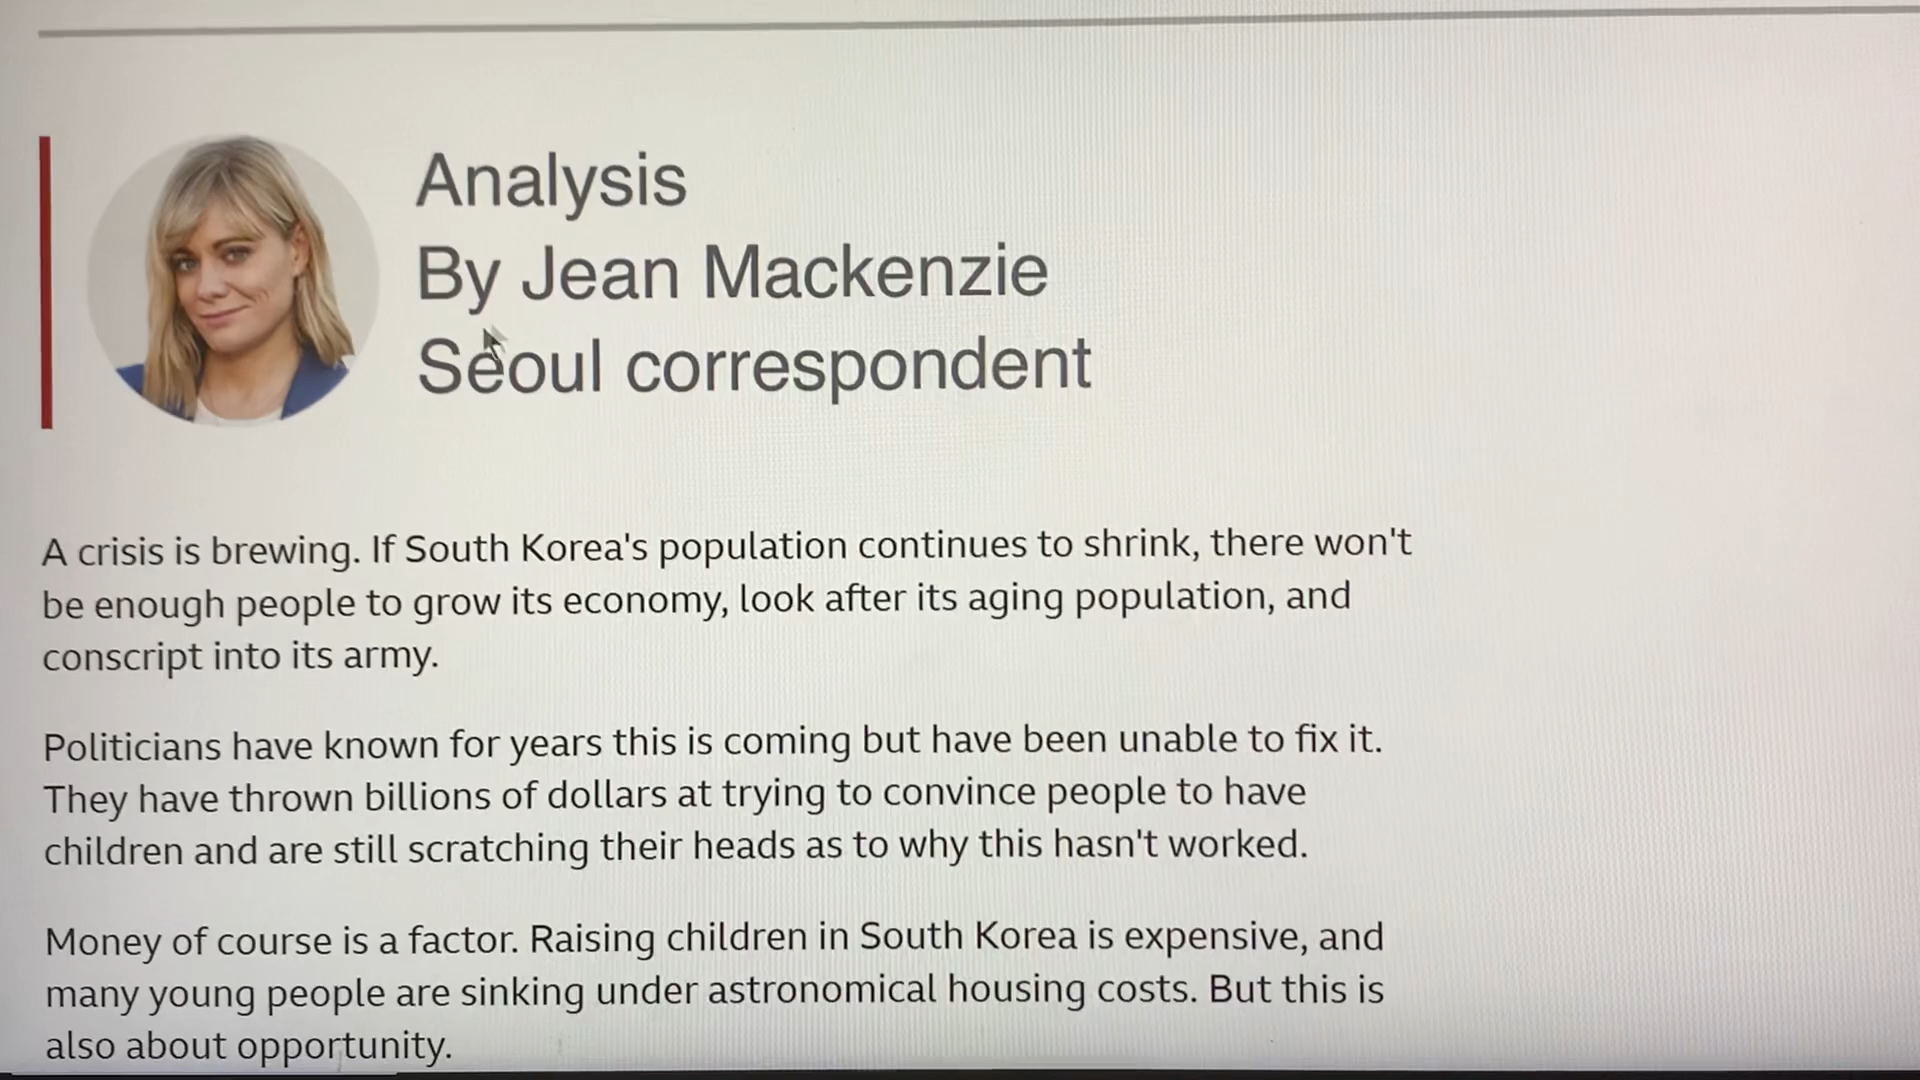 Analysis
By Jean Mackenzie
Seoul correspondent
A crisis is brewing. If South Korea's population continues to shrink, there won't
be enough people to grow its economy, look after its aging population, and
conscript into its army.
Politicians have known for years this is coming but have been unable to fix it.
They have thrown billions of dollars at trying to convince people to have
children and are still scratching their heads as to why this hasn't worked.
Money of course is a factor. Raising children in South Korea is expensive, and
many young people are sinking under astronomical housing costs. But this is
also about opportunity.